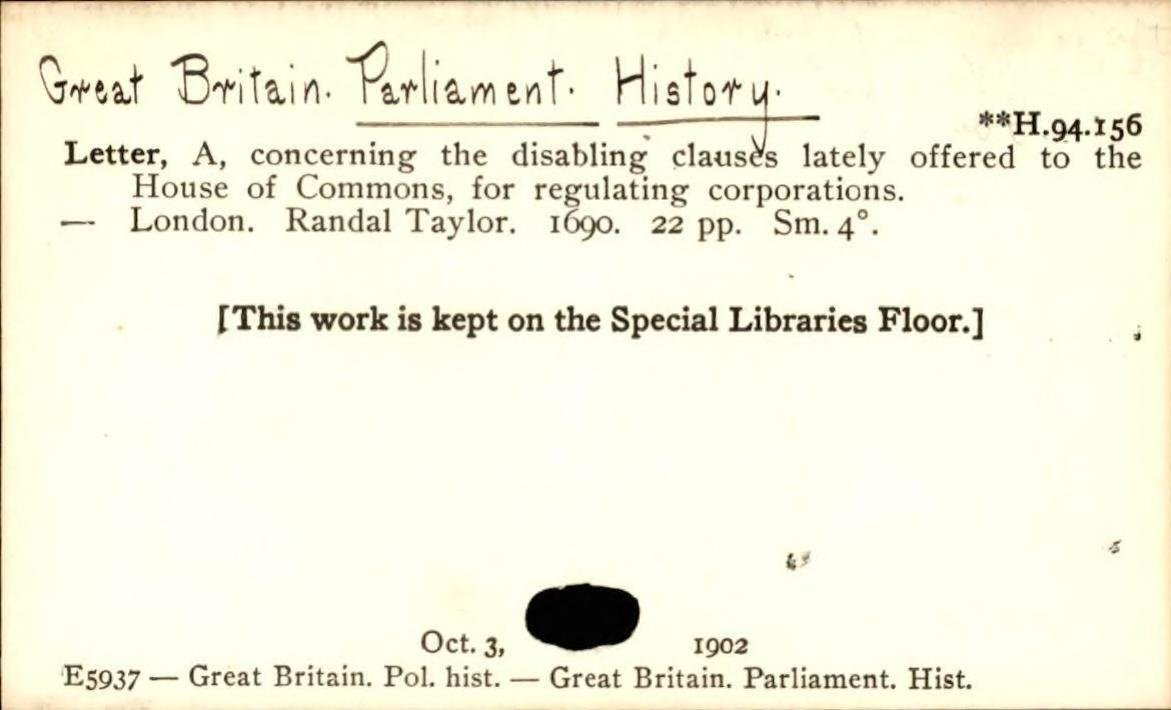 Great Britain. Parliament. History.
**H.94.156
Letter, A, concerning the disabling clauses lately offered to the
House of Commons, for regulating corporations.
— London. Randal Taylor. 1690. 22 pp. Sm. 4°.
[This work is kept on the Special Libraries Floor.]
Oct. 3, 1902
E5937 — Great Britain. Pol. hist. — Great Britain. Parliament. Hist.